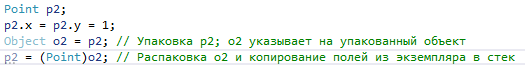 Point p2;
p2.x = p2.y = 1;
Object o2 = p2; // Упаковка p2; o2 указывает на упакованный объект
p2 = (Point)o2; // Распаковка o2 и копирование полей из экземпляра в стек